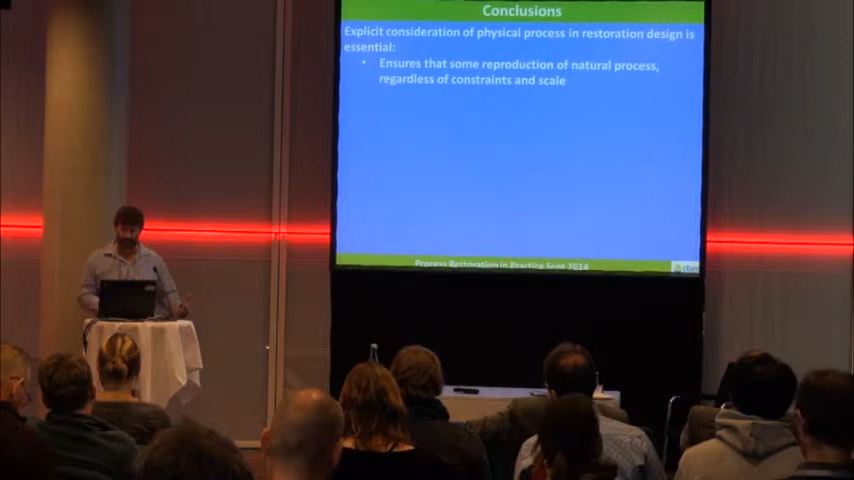 Conclusions
Explicit consideration of physical process in restoration design is
essential:
• Ensures that some reproduction of natural process,
regardless of constraints and scale
Process Restoration in Practice Sept 2014
cbec